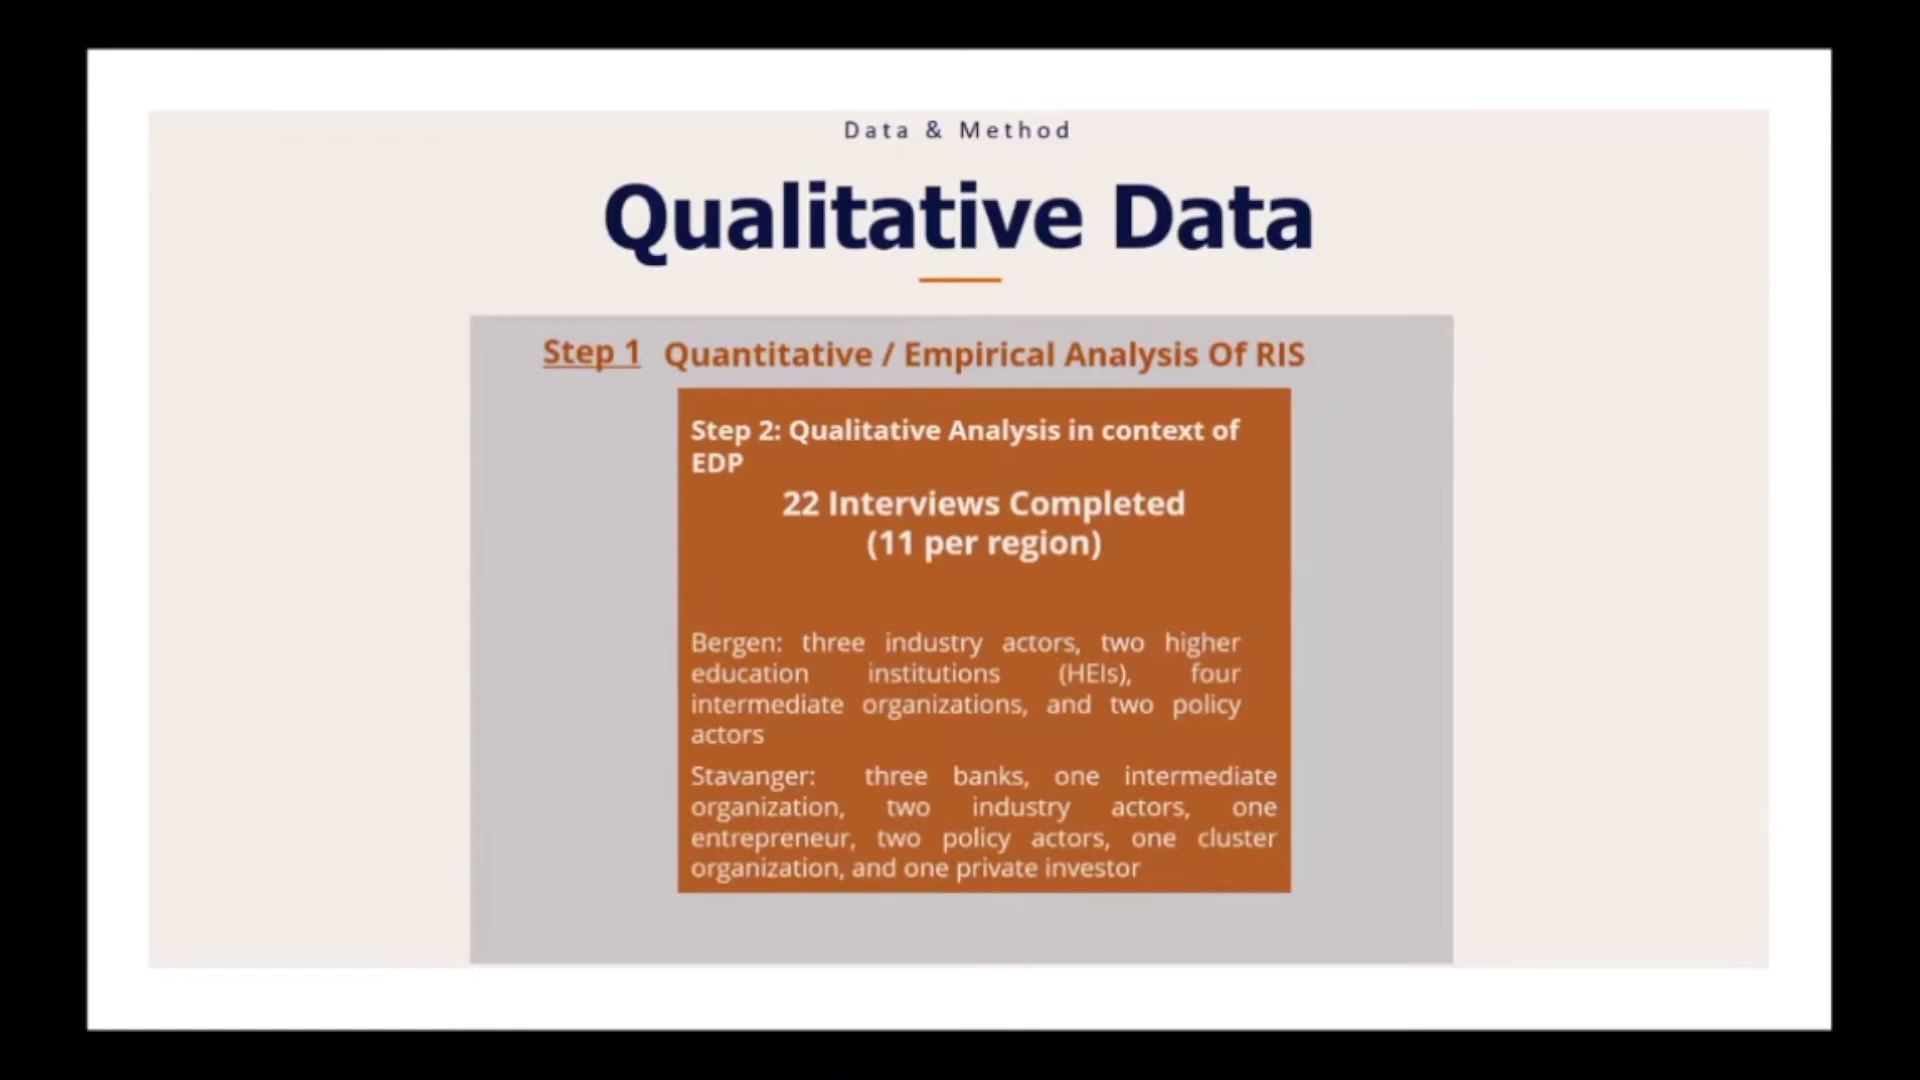 Data & Method
Qualitative Data
Step 1 Quantitative / Empirical Analysis Of RIS
Step 2: Qualitative Analysis in context of
EDP
22 Interviews Completed
(11 per region)
Bergen: three industry actors, two higher
education institutions (HEIs), four
intermediate organizations, and two policy
actors
Stavanger: three banks, one intermediate
organization, two industry actors, one
entrepreneur, two policy actors, one cluster
organization, and one private investor